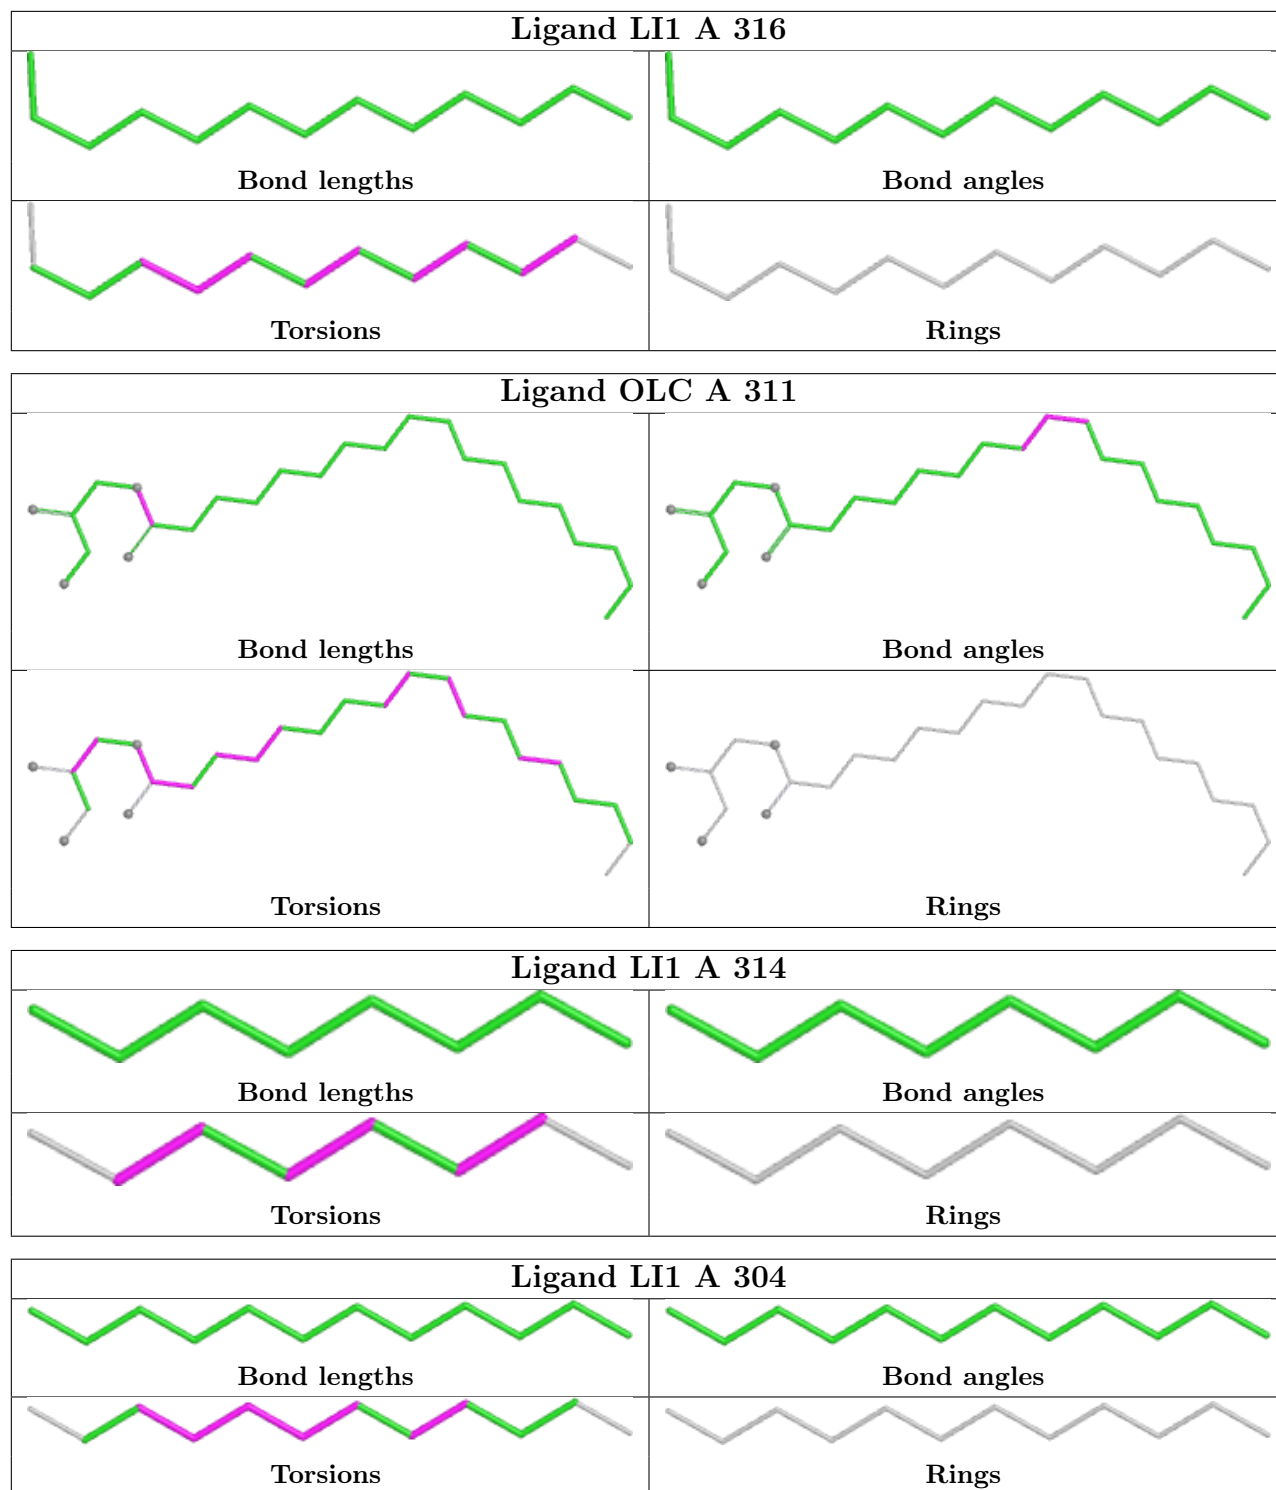 Ligand LI1 A 316
Bond lengths
Bond angles
Torsions
Rings
Ligand OLC A 311
Bond lengths
Bond angles
Torsions
Rings
Ligand LI1 A 314
Bond lengths
Bond angles
Torsions
Rings
Ligand LI1 A 304
Bond lengths
Bond angles
Torsions
Rings